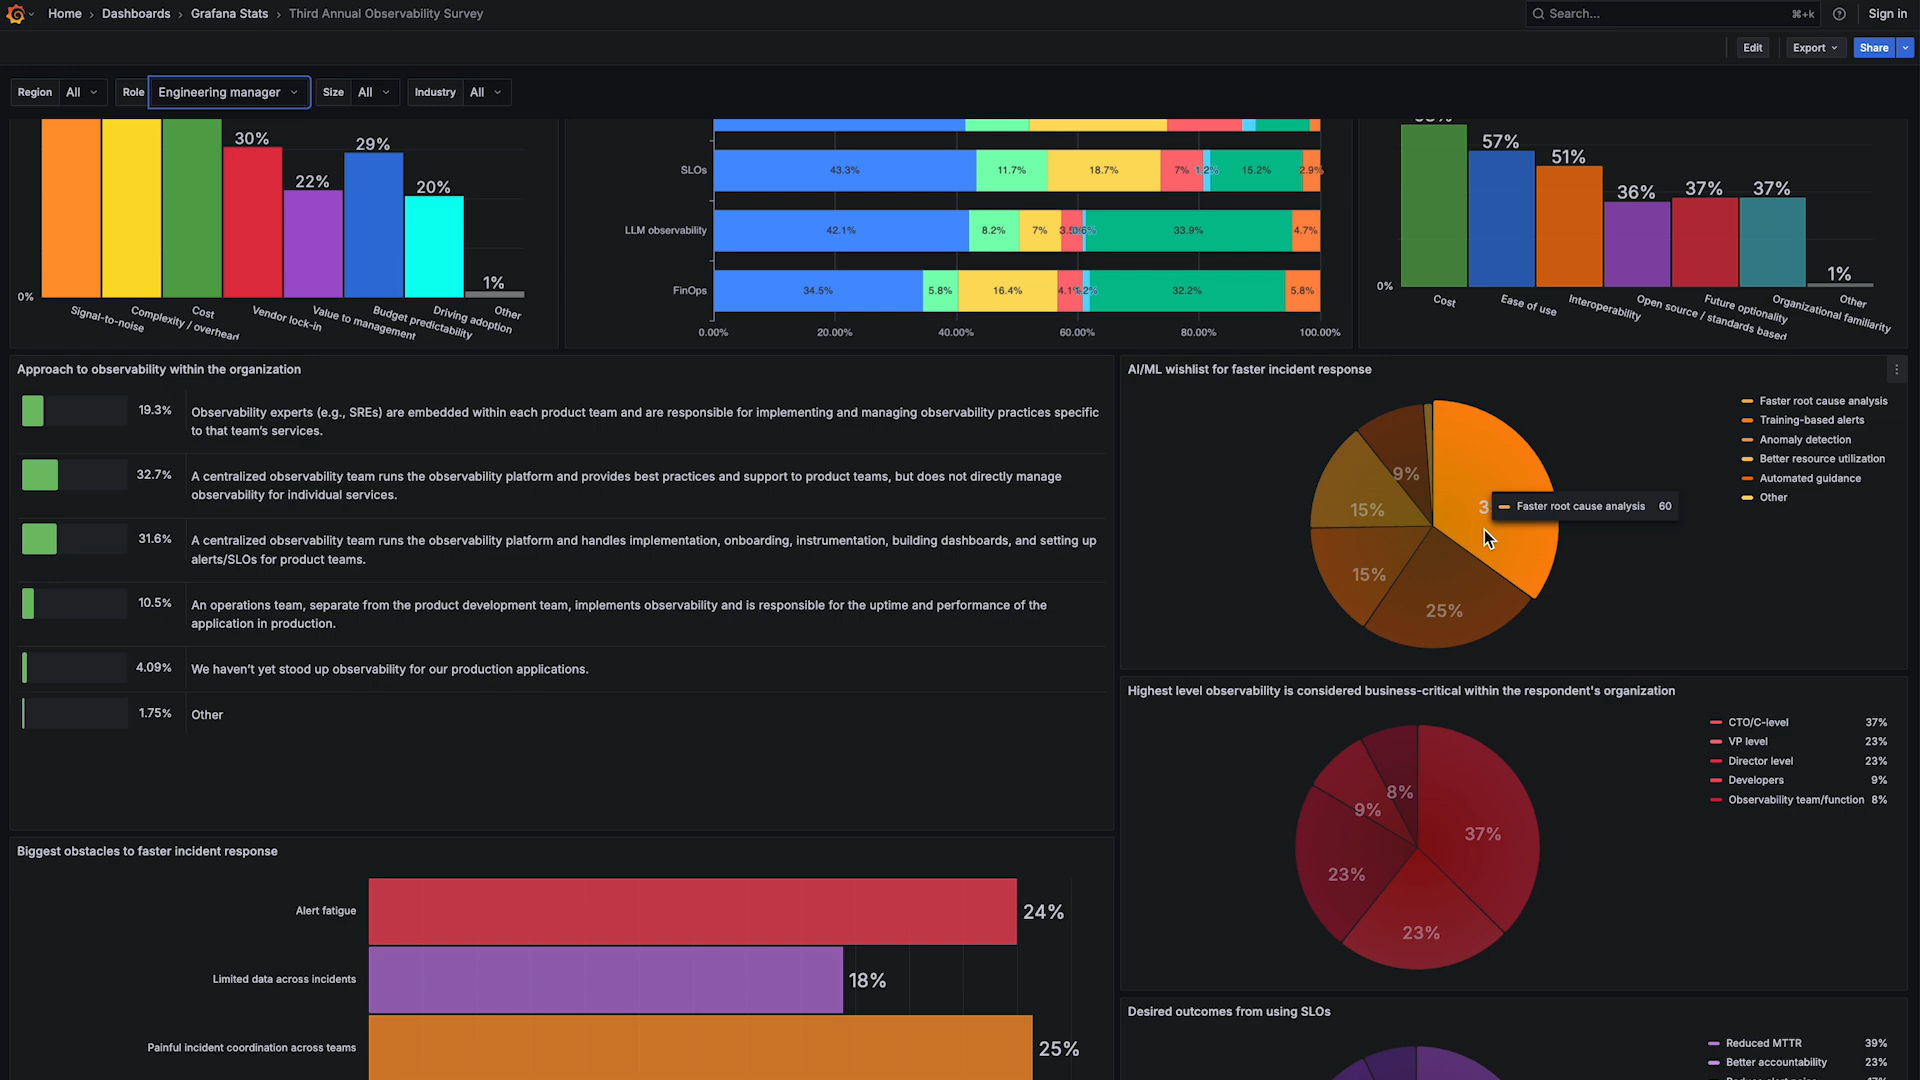 Home › Dashboards › Grafana Stats › Third Annual Observability Survey
Search... ⌘+k Sign in
Edit Export Share
Region All Role Engineering manager Size All Industry All
30%
22%
29%
20%
1%
0%
Signal-to-noise
Complexity / overhead
Cost
Vendor lock-in
Value to management
Budget predictability
Driving adoption
Other
SLOs 43.3% 11.7% 18.7% 7% 1.2% 15.2% 2.9%
LLM observability 42.1% 8.2% 7% 33.9% 4.7%
FinOps 34.5% 5.8% 16.4% 4.1% 32.2% 5.8%
0.00% 20.00% 40.00% 60.00% 80.00% 100.00%
57%
51%
36%
37%
37%
1%
0%
Cost
Ease of use
Interoperability
Open source / standards based
Future optionality
Organizational familiarity
Other
Approach to observability within the organization
19.3% Observability experts (e.g., SREs) are embedded within each product team and are responsible for implementing and managing observability practices specific
to that team's services.
32.7% A centralized observability team runs the observability platform and provides best practices and support to product teams, but does not directly manage
observability for individual services.
31.6% A centralized observability team runs the observability platform and handles implementation, onboarding, instrumentation, building dashboards, and setting up
alerts/SLOs for product teams.
10.5% An operations team, separate from the product development team, implements observability and is responsible for the uptime and performance of the
application in production.
4.09% We haven't yet stood up observability for our production applications.
1.75% Other
AI/ML wishlist for faster incident response
9%
15%
15%
25%
Faster root cause analysis 60
Faster root cause analysis
Training-based alerts
Anomaly detection
Better resource utilization
Automated guidance
Other
Highest level observability is considered business-critical within the respondent's organization
8%
9%
37%
23%
23%
CTO/C-level 37%
VP level 23%
Director level 23%
Developers 9%
Observability team/function 8%
Biggest obstacles to faster incident response
Alert fatigue 24%
Limited data across incidents 18%
Painful incident coordination across teams 25%
Desired outcomes from using SLOs
Reduced MTTR 39%
Better accountability 23%